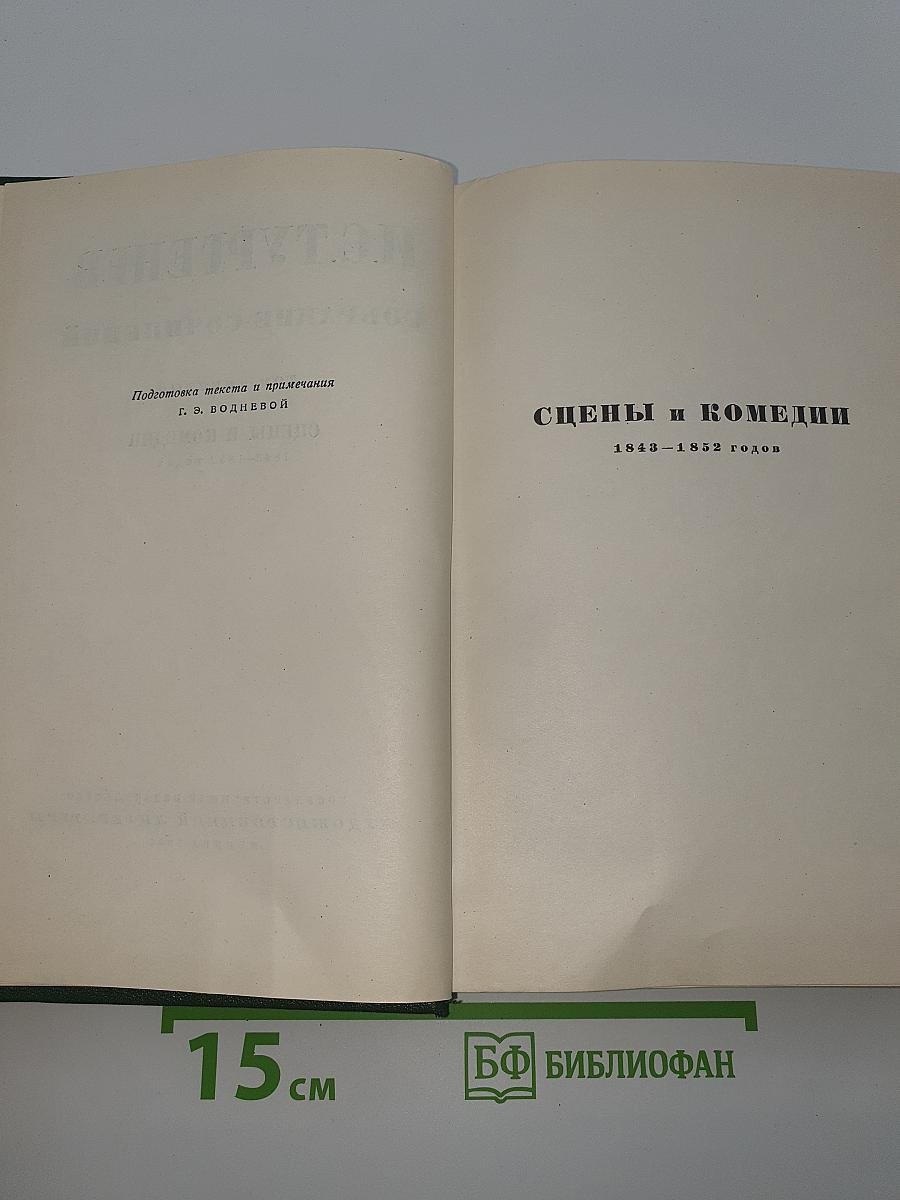 Подготовка текста и примечания
Г. Э. ВОДНЕВОЙ
СЦЕНЫ и КОМЕДИИ
1843—1852 годов
15 см
БФ БИБЛИОФАН